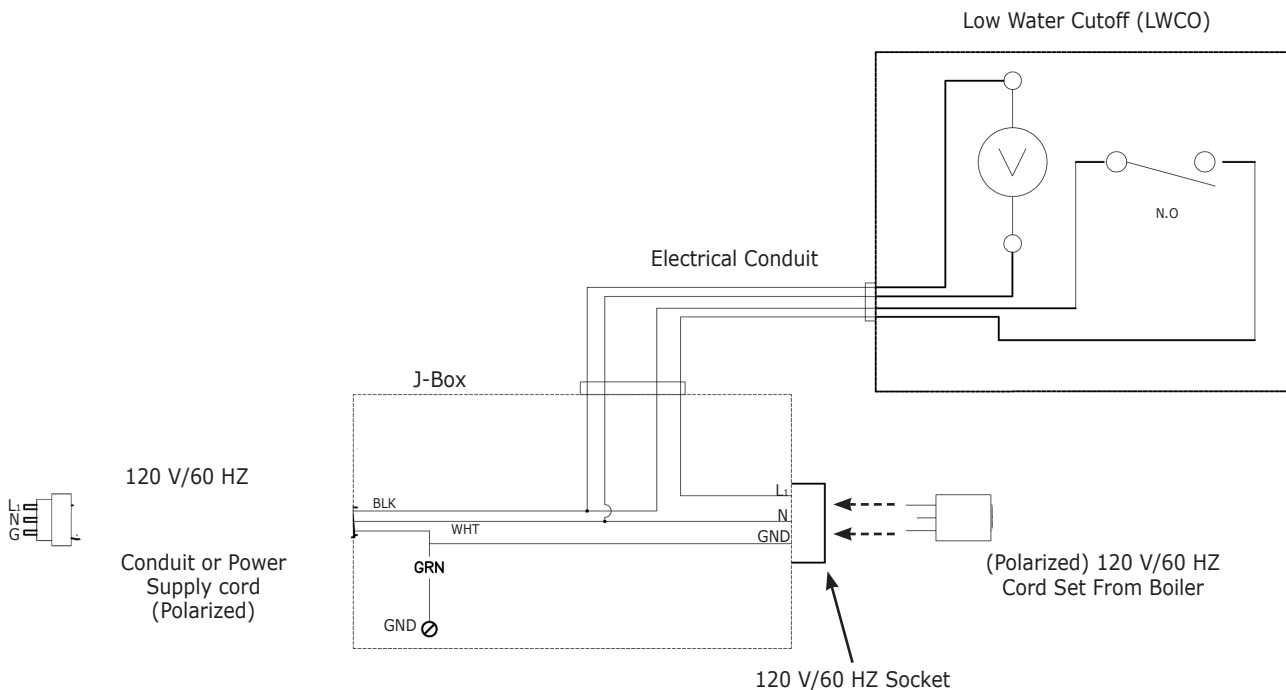 Low Water Cutoff (LWCO)
V
N.O
Electrical Conduit
J-Box
120 V/60 HZ
L1
N
G
Conduit or Power
Supply cord
(Polarized)
BLK
WHT
GRN
GND
L1
N
GND
(Polarized) 120 V/60 HZ
Cord Set From Boiler
120 V/60 HZ Socket